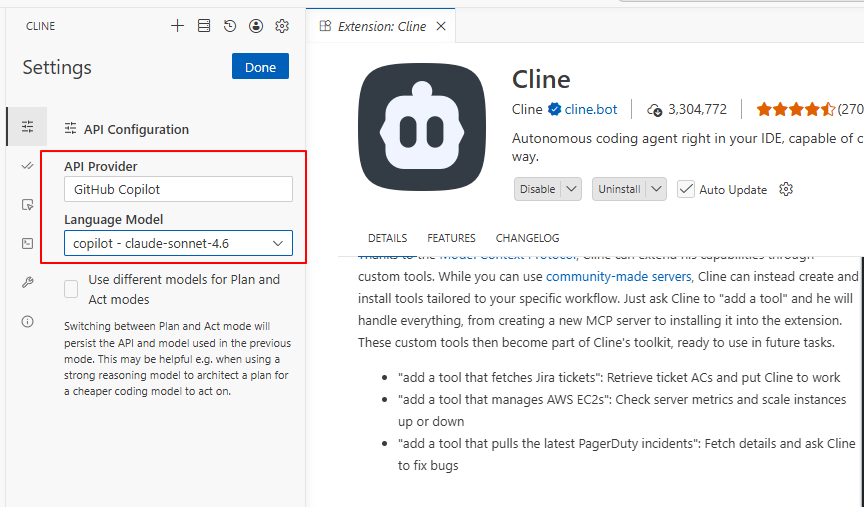 CLINE
Settings
Done
API Configuration
API Provider
GitHub Copilot
Language Model
copilot - claude-sonnet-4.6
Use different models for Plan and
Act modes
Switching between Plan and Act mode will
persist the API and model used in the previous
mode. This may be helpful e.g. when using a
strong reasoning model to architect a plan for
a cheaper coding model to act on.
Extension: Cline
Cline
Cline cline.bot 3,304,772 (270
Autonomous coding agent right in your IDE, capable of c
way.
Disable Uninstall Auto Update
DETAILS FEATURES CHANGELOG
Thanks to the Model Context Protocol, Cline can extend his capabilities through
custom tools. While you can use community-made servers, Cline can instead create and
install tools tailored to your specific workflow. Just ask Cline to "add a tool" and he will
handle everything, from creating a new MCP server to installing it into the extension.
These custom tools then become part of Cline's toolkit, ready to use in future tasks.
"add a tool that fetches Jira tickets": Retrieve ticket ACs and put Cline to work
"add a tool that manages AWS EC2s": Check server metrics and scale instances
up or down
"add a tool that pulls the latest PagerDuty incidents": Fetch details and ask Cline
to fix bugs